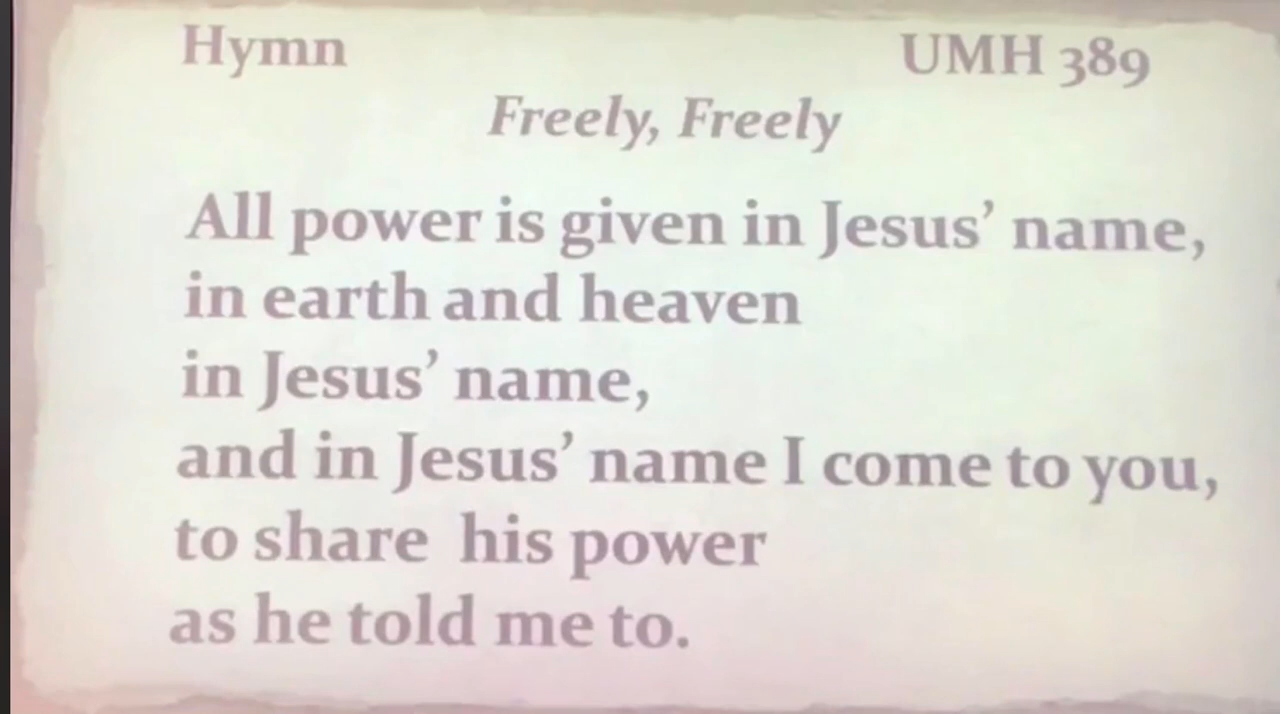 Hymn UMH 389
Freely, Freely
All power is given in Jesus’ name,
in earth and heaven
in Jesus’ name,
and in Jesus’ name I come to you,
to share his power
as he told me to.